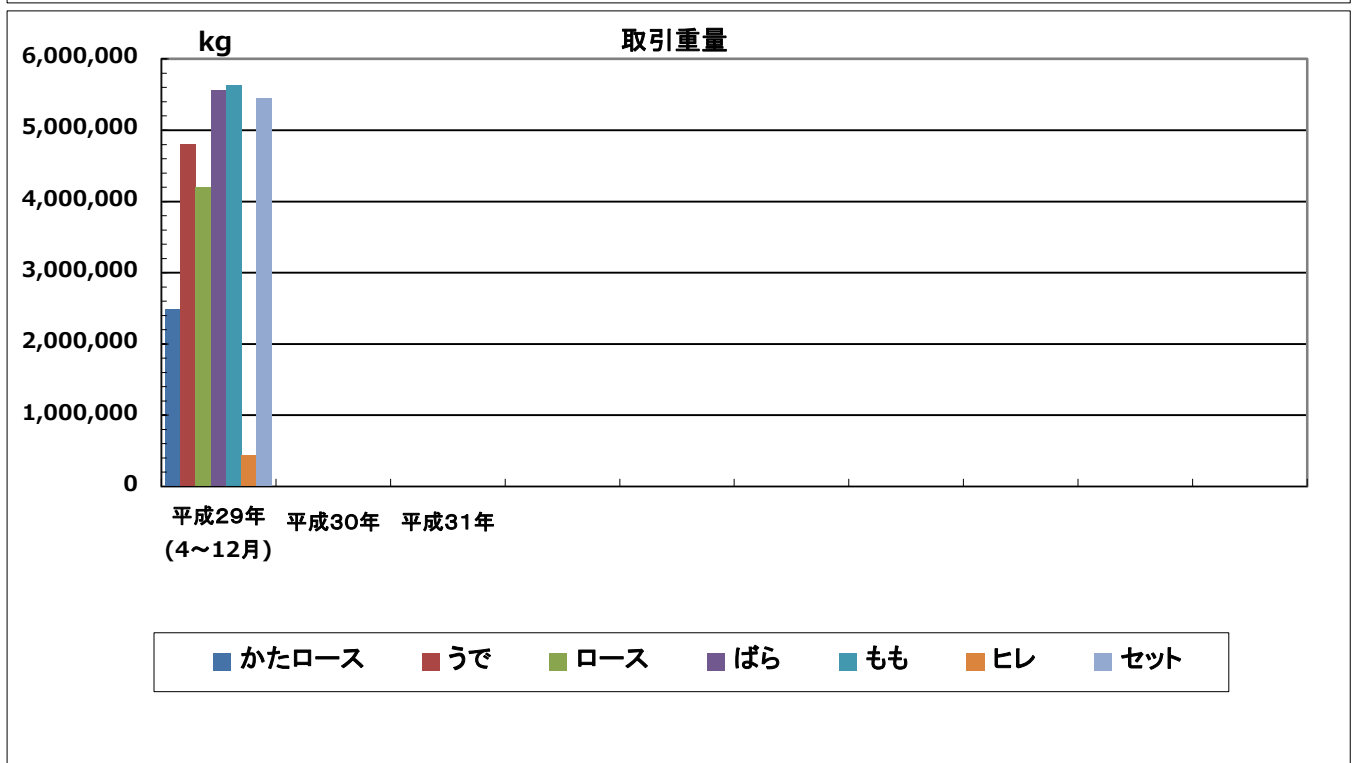 kg
取引重量
6,000,000
5,000,000
4,000,000
3,000,000
2,000,000
1,000,000
0
平成29年 平成30年 平成31年
(4～12月)
かたロース うで ロース ばら もも ヒレ セット